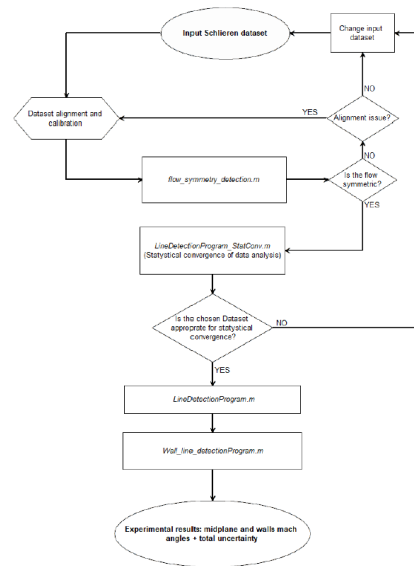 Input Schlieren dataset
Change input
dataset
NO
Dataset alignment and
calibration
YES
Alignment issue?
NO
flow_symmetry_detection.m
Is the flow
symmetric?
YES
LineDetectionProgram_StatConv.m
(Statystical convergence of data analysis)
Is the chosen Dataset
approprate for statystical
convergence?
NO
YES
LineDetectionProgram.m
Wall_line_detectionProgram.m
Experimental results: midplane and walls mach
angles + total uncertainty